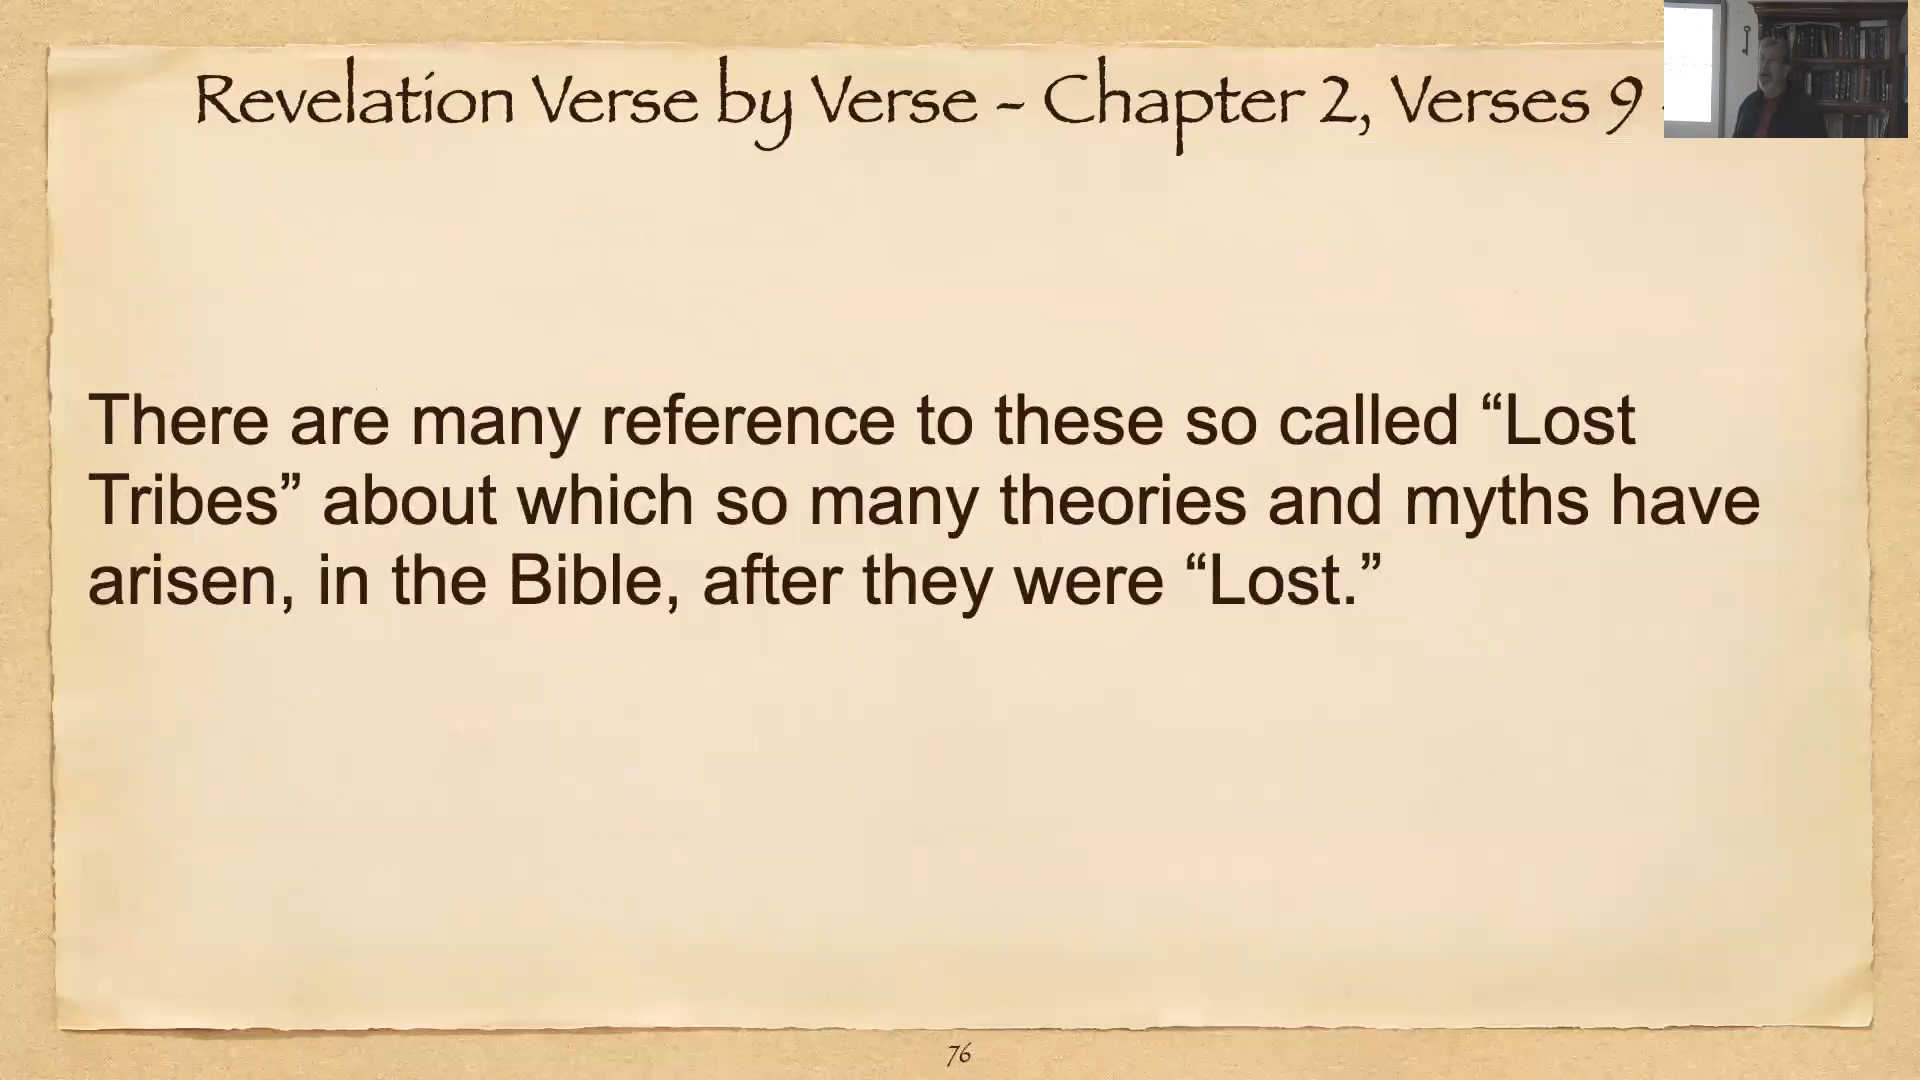 Revelation Verse by Verse - Chapter 2, Verses 9
There are many reference to these so called “Lost
Tribes” about which so many theories and myths have
arisen, in the Bible, after they were “Lost.”
76